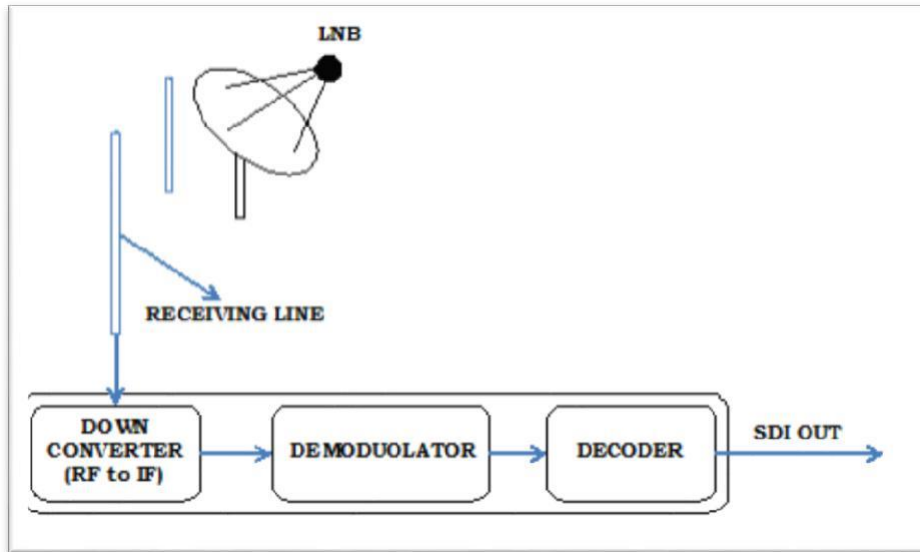 LNB
RECEIVING LINE
DOWN
CONVERTER
(RF to IF)
DEMODUOLATOR
DECODER
SDI OUT